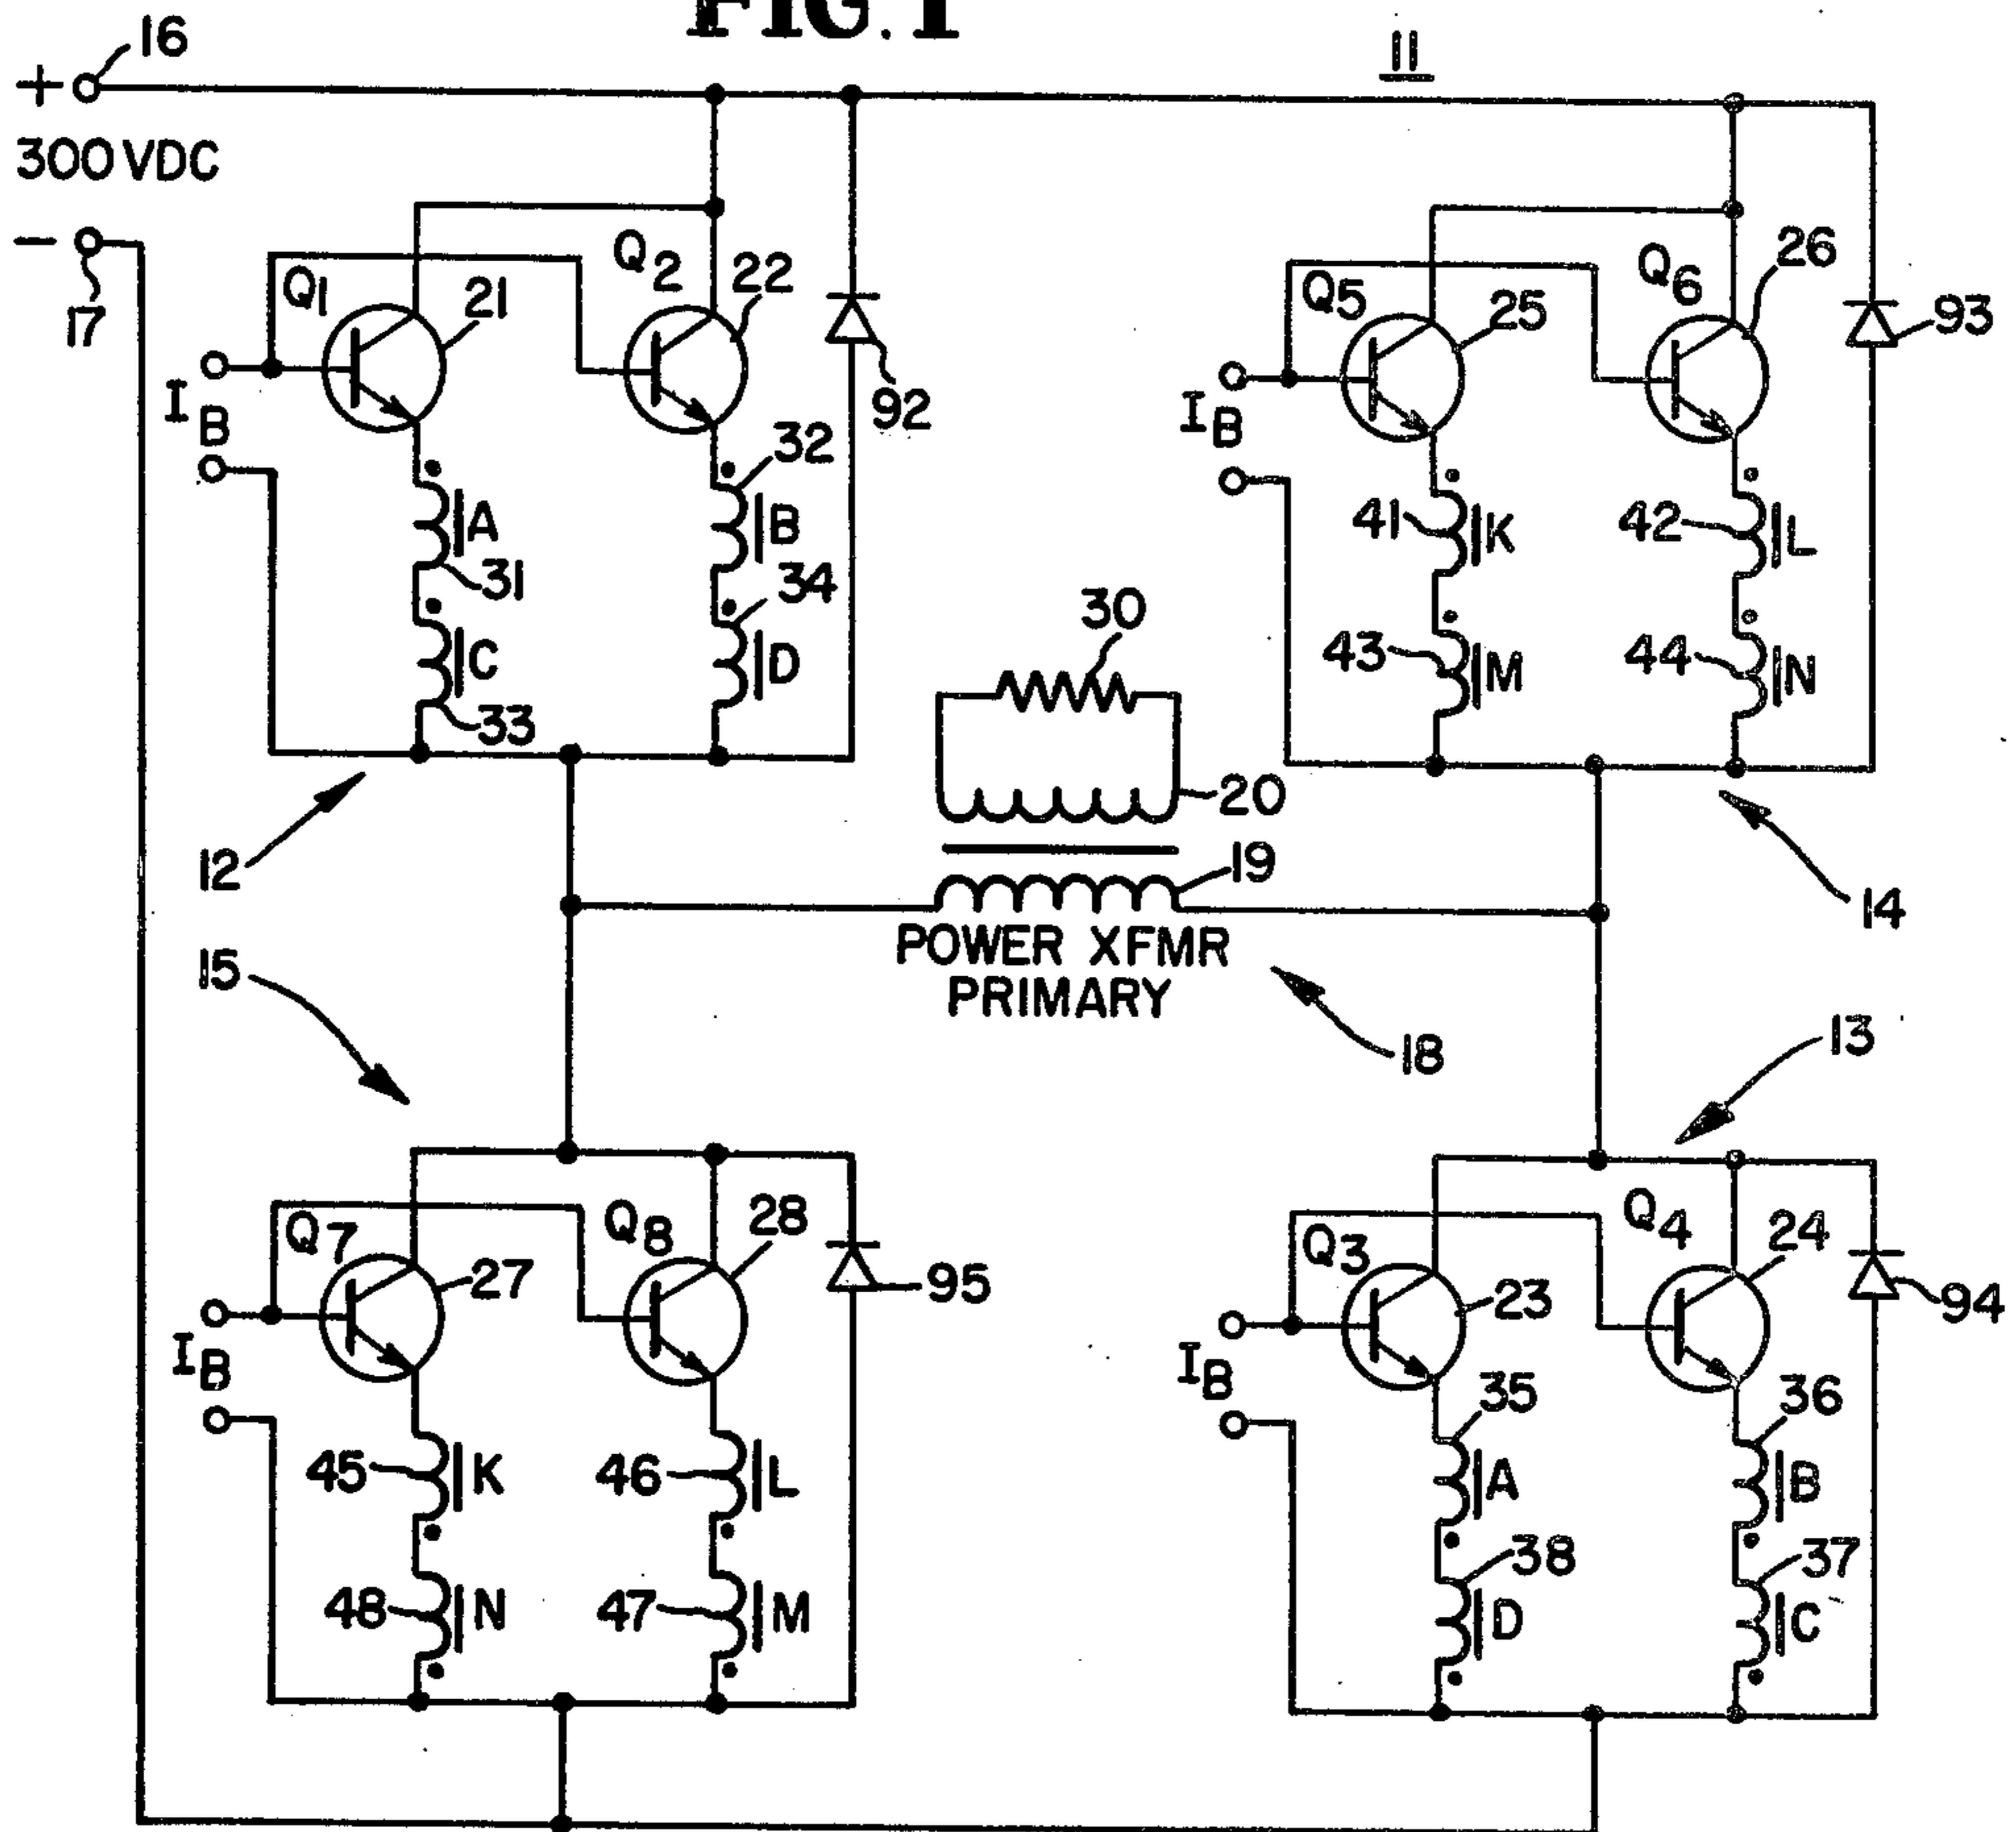 FIG. 1
16
11
+
300 VDC
-
17
Q1
21
Q2
22
92
IB
32
A
B
31
34
C
D
33
12
Q5
25
Q6
26
93
IB
41
K
42
L
43
M
44
N
14
30
20
19
POWER XFMR
PRIMARY
18
15
13
Q7
27
Q8
28
95
IB
45
K
46
L
48
N
47
M
Q3
23
Q4
24
94
IB
35
36
A
B
38
37
D
C